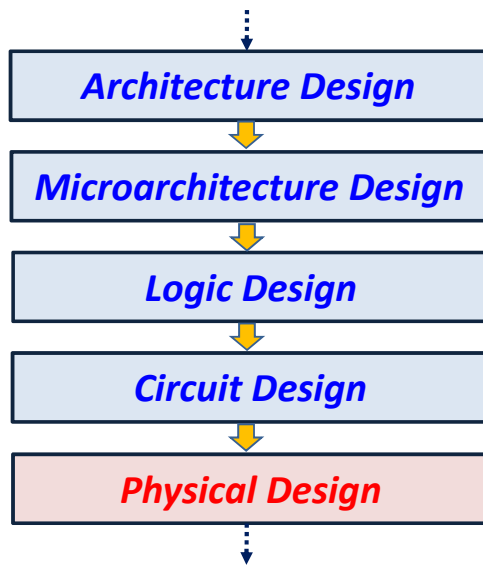 Architecture Design
Microarchitecture Design
Logic Design
Circuit Design
Physical Design